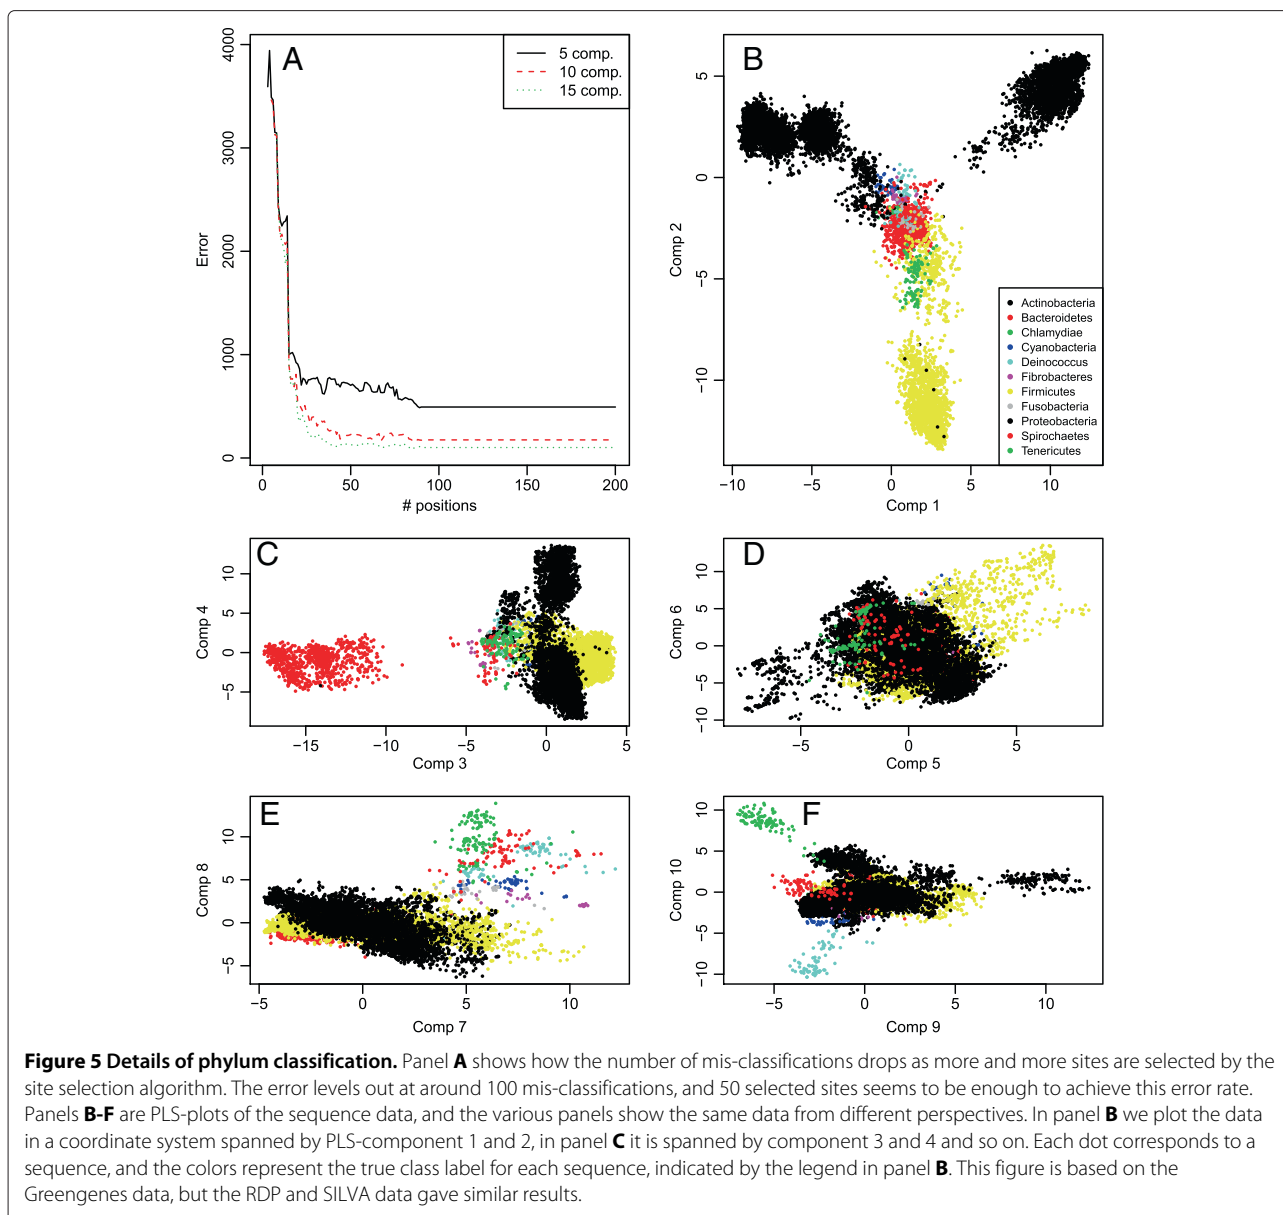 A
5 comp.
10 comp.
15 comp.
Error
0
1000
2000
3000
4000
0
50
100
150
200
# positions
B
Comp 2
5
0
−5
−10
Actinobacteria
Bacteroidetes
Chlamydiae
Cyanobacteria
Deinococcus
Fibrobacteres
Firmicutes
Fusobacteria
Proteobacteria
Spirochaetes
Tenericutes
−10
−5
0
5
10
Comp 1
C
Comp 4
10
5
0
−5
−15
−10
−5
0
5
Comp 3
D
Comp 6
10
5
0
−5
−10
−5
0
5
Comp 5
E
Comp 8
10
5
0
−5
−5
0
5
10
Comp 7
F
Comp 10
10
5
0
−5
−10
−5
0
5
10
Comp 9
Figure 5 Details of phylum classification. Panel A shows how the number of mis-classifications drops as more and more sites are selected by the
site selection algorithm. The error levels out at around 100 mis-classifications, and 50 selected sites seems to be enough to achieve this error rate.
Panels B-F are PLS-plots of the sequence data, and the various panels show the same data from different perspectives. In panel B we plot the data
in a coordinate system spanned by PLS-component 1 and 2, in panel C it is spanned by component 3 and 4 and so on. Each dot corresponds to a
sequence, and the colors represent the true class label for each sequence, indicated by the legend in panel B. This figure is based on the
Greengenes data, but the RDP and SILVA data gave similar results.